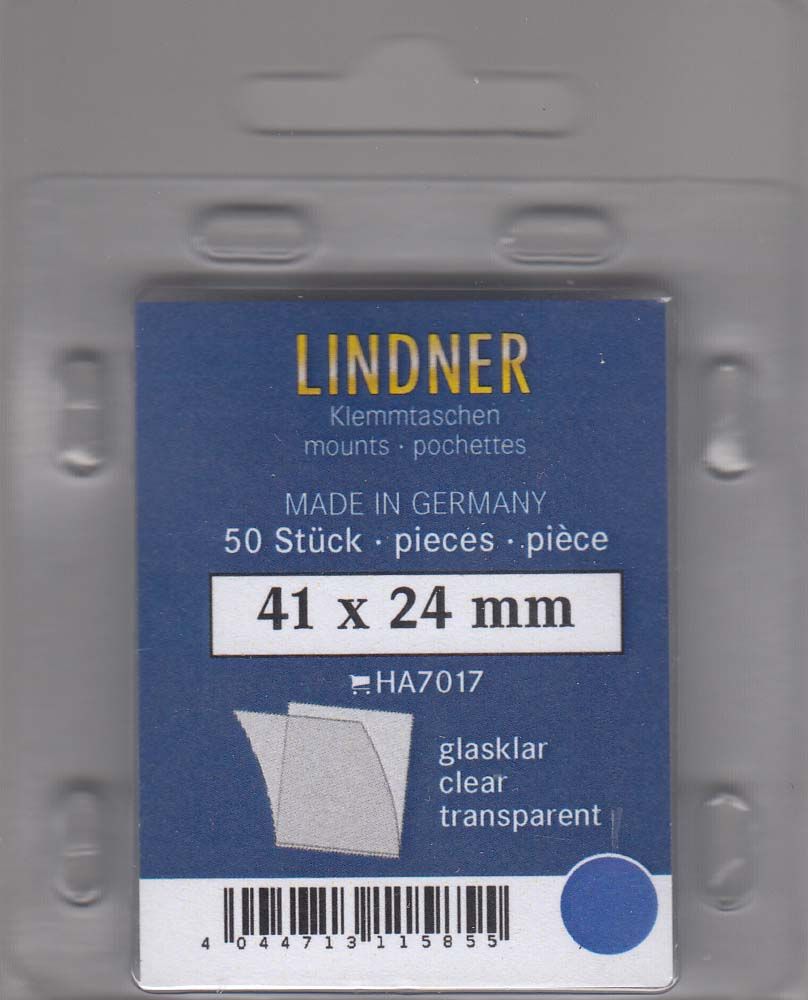 LINDNER
Klemmtaschen
mounts · pochettes
MADE IN GERMANY
50 Stück · pieces · pièce
41 x 24 mm
HA7017
glasklar
clear
transparent
4 044713 115855